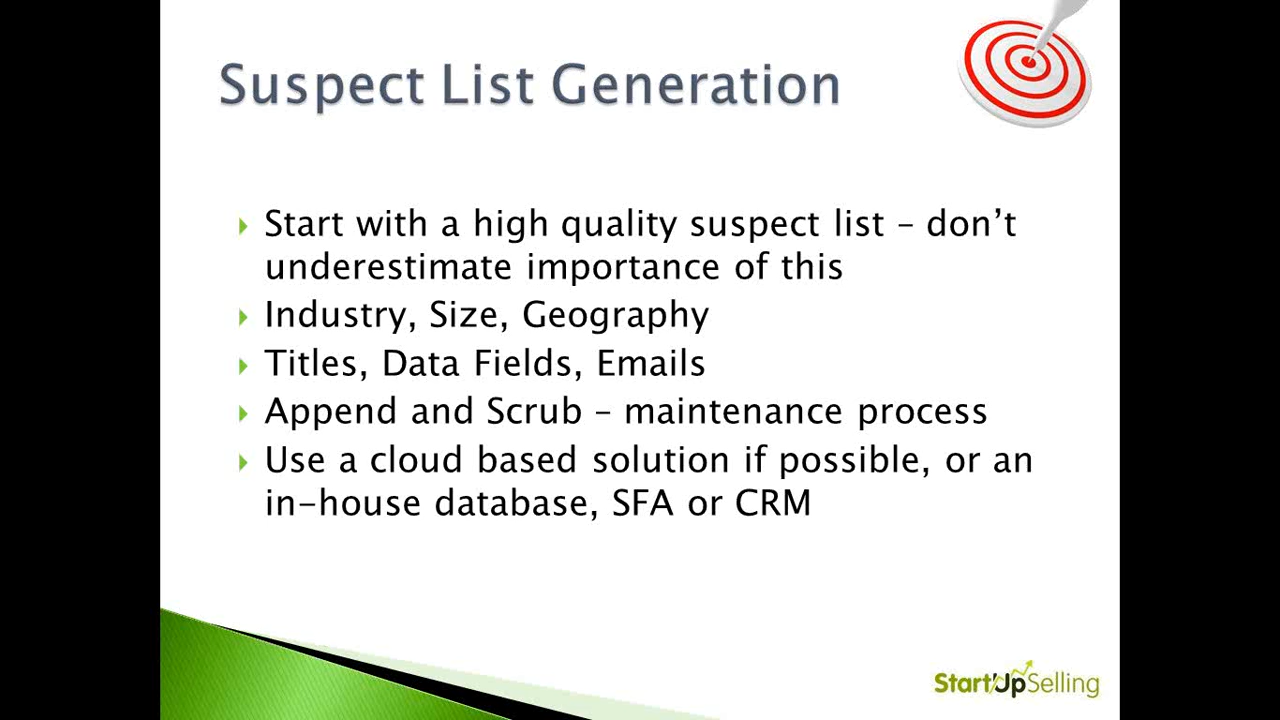 Suspect List Generation
Start with a high quality suspect list – don’t
underestimate importance of this
Industry, Size, Geography
Titles, Data Fields, Emails
Append and Scrub – maintenance process
Use a cloud based solution if possible, or an
in-house database, SFA or CRM
StartUpSelling